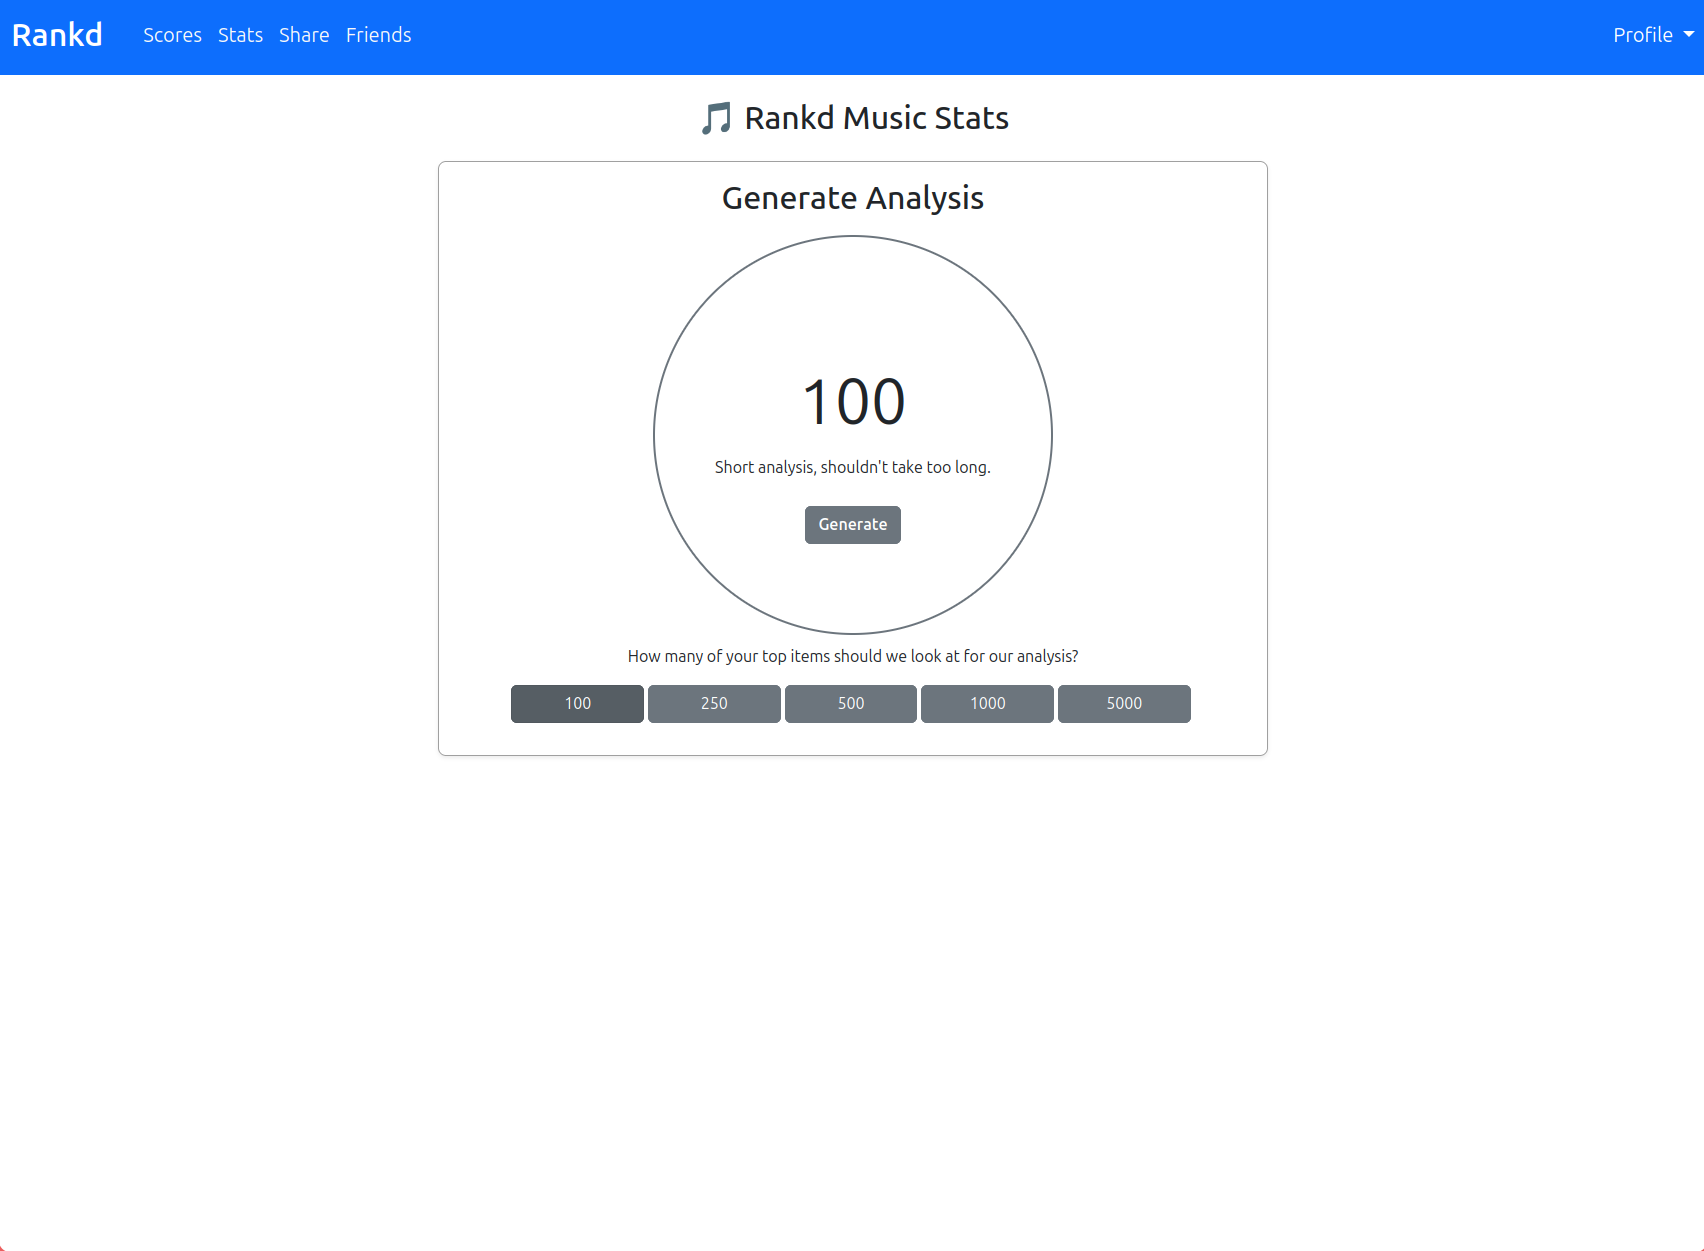 Rankd Scores Stats Share Friends Profile
Rankd Music Stats
Generate Analysis
100
Short analysis, shouldn't take too long.
Generate
How many of your top items should we look at for our analysis?
100 250 500 1000 5000